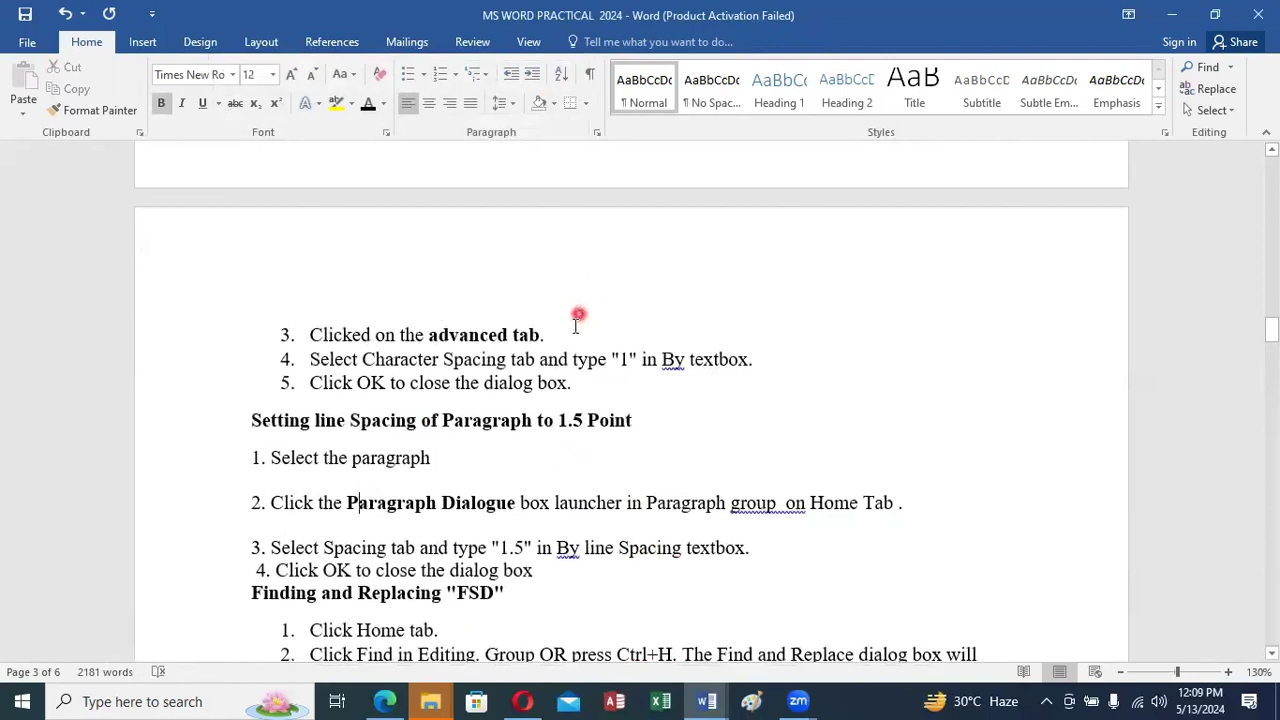 MS WORD PRACTICAL 2024 - Word (Product Activation Failed)
File Home Insert Design Layout References Mailings Review View Tell me what you want to do... Sign in Share
Paste Cut Copy Format Painter
Times New Ro 12 Aa
B I U abc x₂ x² A A
AaBbCcDc AaBbCcDc AaBbCc AaBbCcL AaB AaBbCcD AaBbCcDc AaBbCcDc
¶ Normal ¶ No Spac... Heading Heading 2 Title Subtitle Subtle Em... Emphasis
Find Replace Select
Clipboard Font Paragraph Styles Editing
3. Clicked on the advanced tab.
4. Select Character Spacing tab and type "1" in By textbox.
5. Click OK to close the dialog box.
Setting line Spacing of Paragraph to 1.5 Point
1. Select the paragraph
2. Click the Paragraph Dialogue box launcher in Paragraph group  on Home Tab .
3. Select Spacing tab and type "1.5" in By line Spacing textbox.
4. Click OK to close the dialog box
Finding and Replacing "FSD"
1. Click Home tab.
2. Click Find in Editing. Group OR press Ctrl+H. The Find and Replace dialog box will
Page 3 of 6 2181 words 130%
Type here to search 30°C Haze 12:09 PM
5/13/2024